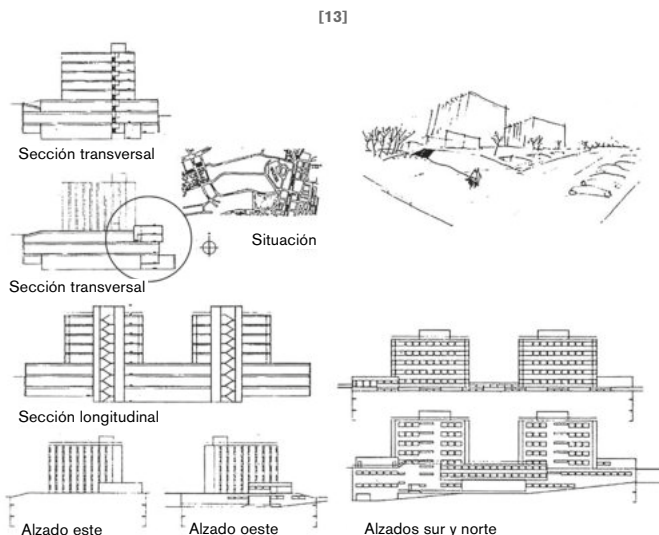 [13]
Sección transversal
Situación
Sección transversal
Sección longitudinal
Alzado este
Alzado oeste
Alzados sur y norte